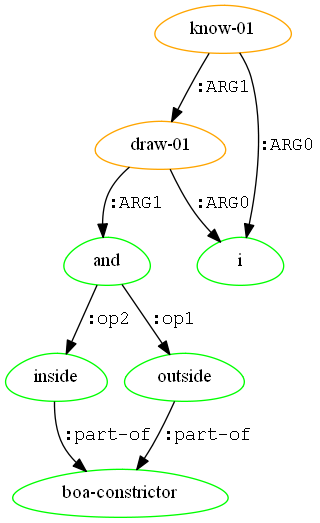 know-01
:ARG1
:ARG0
draw-01
:ARG1
:ARG0
and
i
:op2
:op1
inside
outside
:part-of
:part-of
boa-constrictor